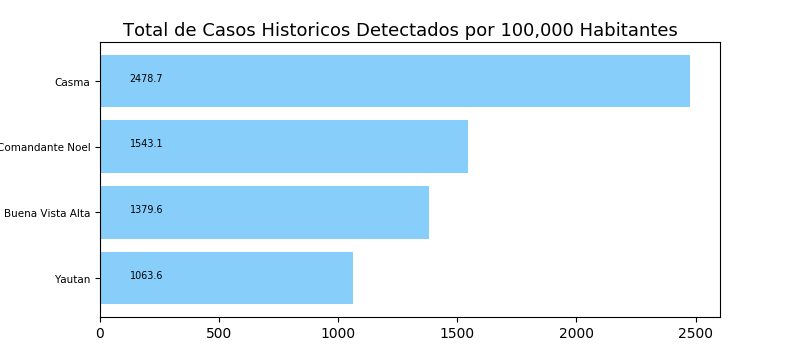 Total de Casos Historicos Detectados por 100,000 Habitantes
Casma
2478.7
Comandante Noel
1543.1
Buena Vista Alta
1379.6
Yautan
1063.6
0 500 1000 1500 2000 2500